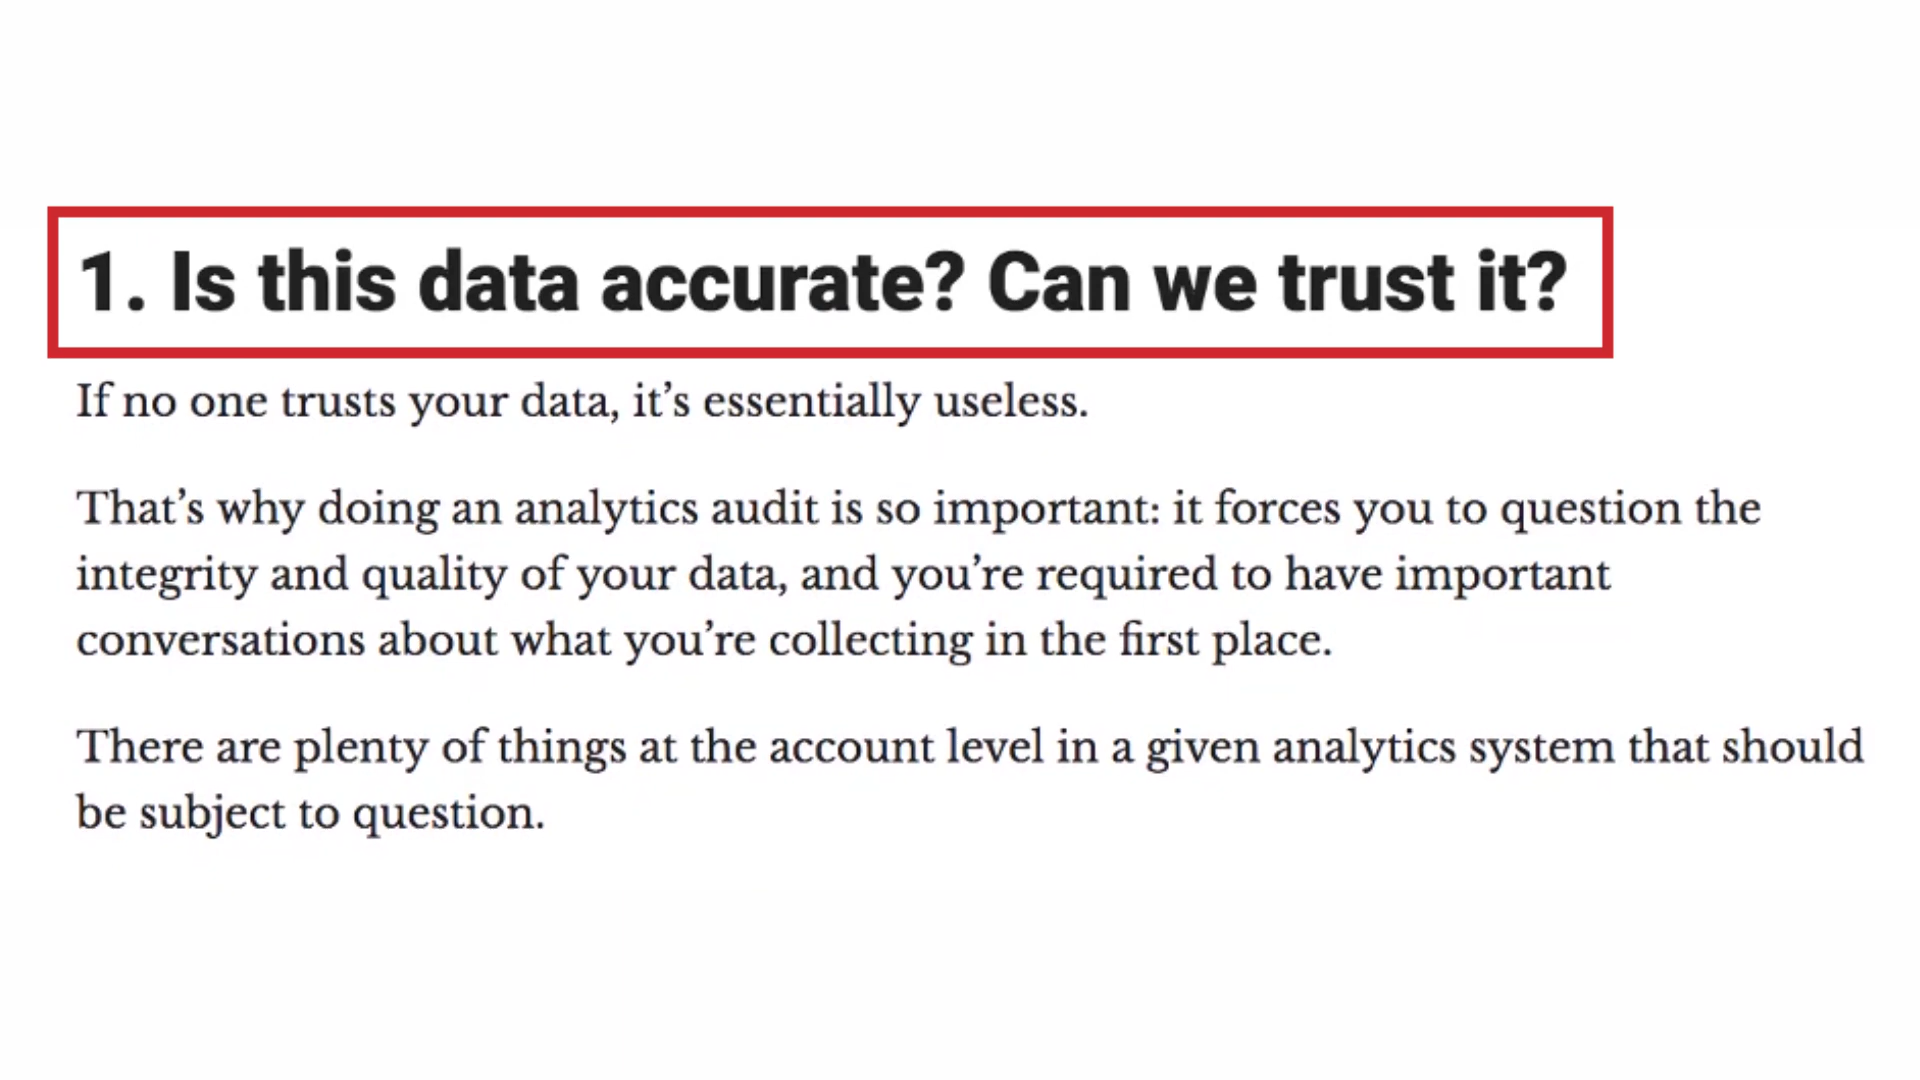 1. Is this data accurate? Can we trust it?
If no one trusts your data, it’s essentially useless.
That’s why doing an analytics audit is so important: it forces you to question the
integrity and quality of your data, and you’re required to have important
conversations about what you’re collecting in the first place.
There are plenty of things at the account level in a given analytics system that should
be subject to question.